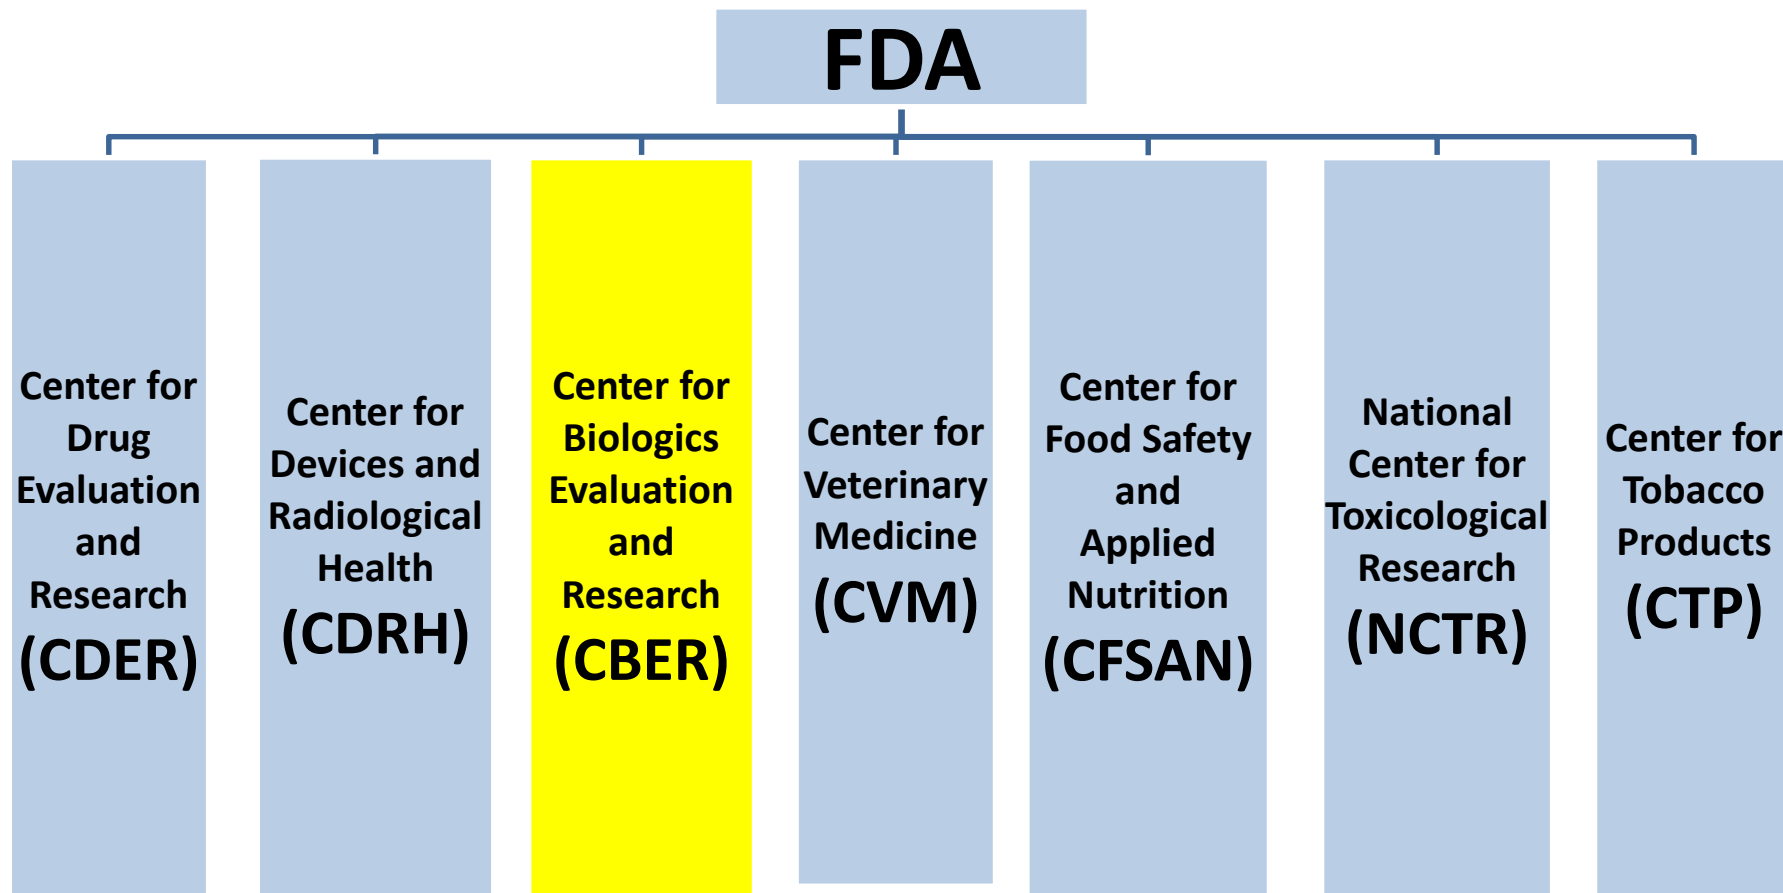 FDA
Center for
Drug
Evaluation
and
Research
(CDER)
Center for
Devices and
Radiological
Health
(CDRH)
Center for
Biologics
Evaluation
and
Research
(CBER)
Center for
Veterinary
Medicine
(CVM)
Center for
Food Safety
and
Applied
Nutrition
(CFSAN)
National
Center for
Toxicological
Research
(NCTR)
Center for
Tobacco
Products
(CTP)